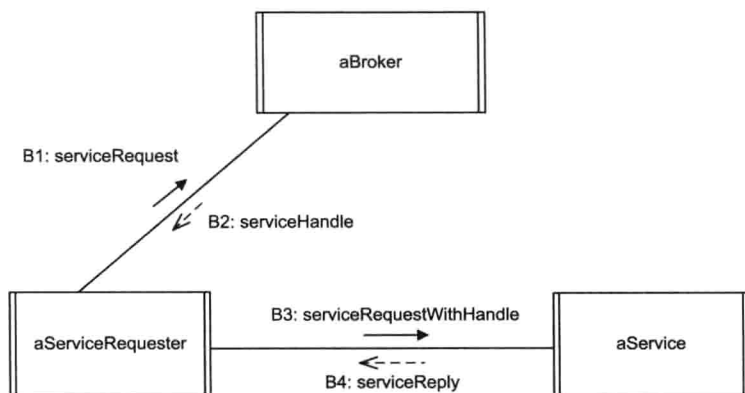 aBroker
B1: serviceRequest
B2: serviceHandle
B3: serviceRequestWithHandle
aServiceRequester
aService
B4: serviceReply